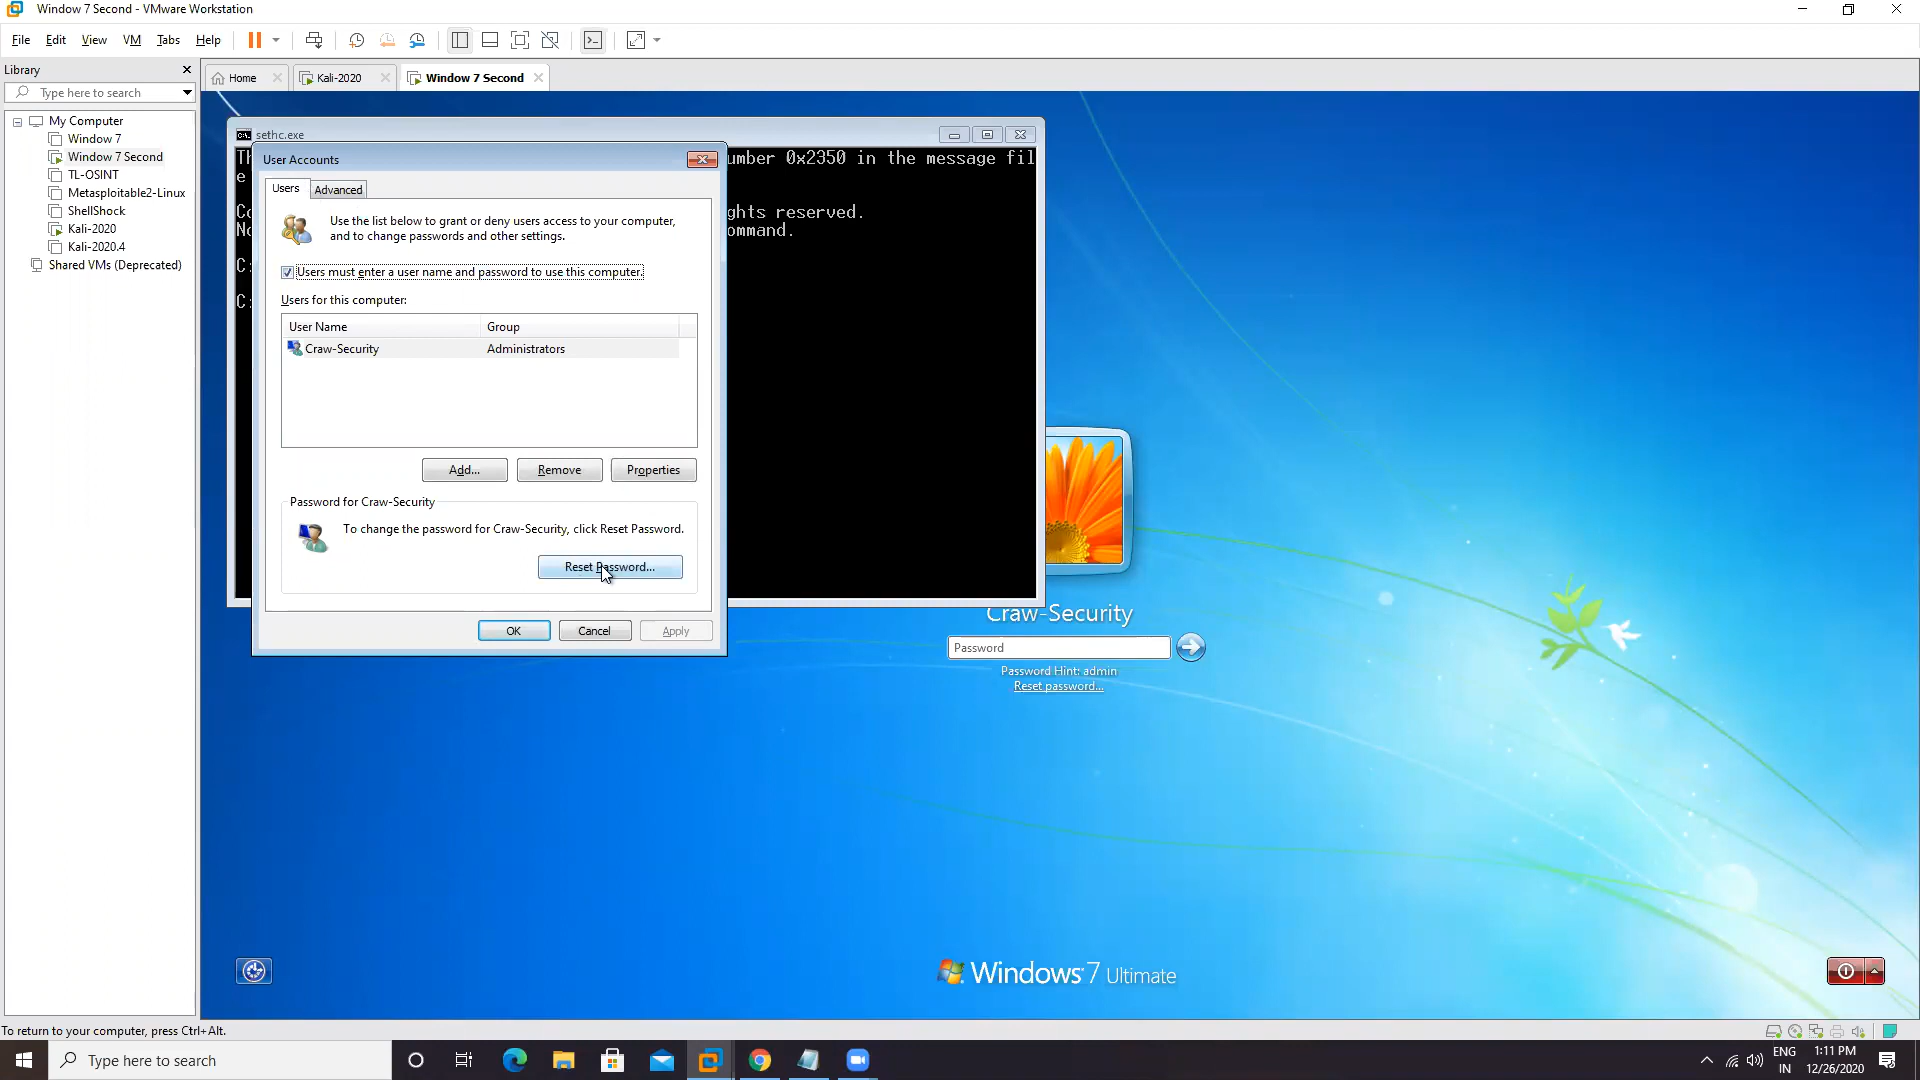 Window 7 Second - VMware Workstation
File Edit View VM Tabs Help
Library
Type here to search
My Computer
Window 7
Window 7 Second
TL-OSINT
Metasploitable2-Linux
ShellShock
Kali-2020
Kali-2020.4
Shared VMs (Deprecated)
Home
Kali-2020
Window 7 Second
sethc.exe
umber 0x2350 in the message fil
e
ghts reserved.
ommand.
User Accounts
Users
Advanced
Use the list below to grant or deny users access to your computer,
and to change passwords and other settings.
Users must enter a user name and password to use this computer.
Users for this computer:
User Name Group
Craw-Security Administrators
Add... Remove Properties
Password for Craw-Security
To change the password for Craw-Security, click Reset Password.
Reset Password...
OK Cancel Apply
Craw-Security
Password
Password Hint: admin
Reset password...
Windows 7 Ultimate
To return to your computer, press Ctrl+Alt.
Type here to search
ENG
IN
1:11 PM
12/26/2020